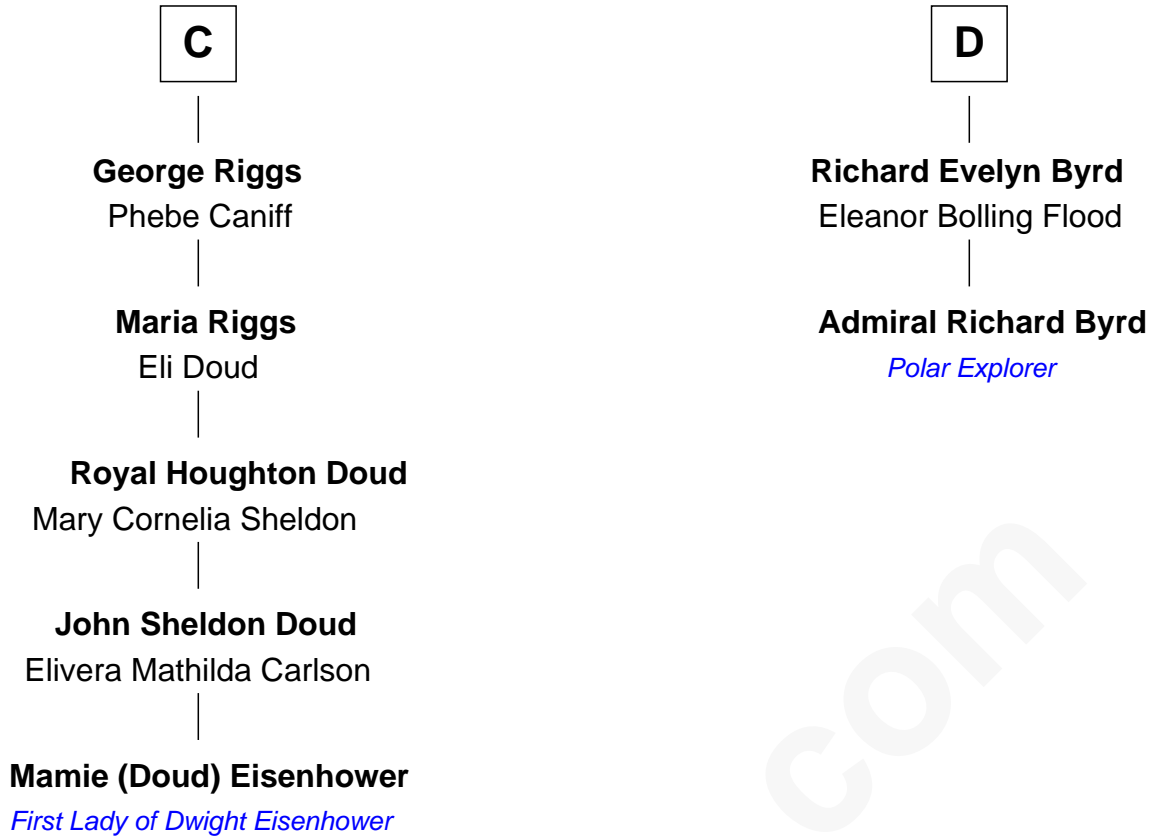 C
George Riggs
Phebe Caniff
Maria Riggs
Eli Doud
Royal Houghton Doud
Mary Cornelia Sheldon
John Sheldon Doud
Elivera Mathilda Carlson
Mamie (Doud) Eisenhower
First Lady of Dwight Eisenhower
D
Richard Evelyn Byrd
Eleanor Bolling Flood
Admiral Richard Byrd
Polar Explorer
com